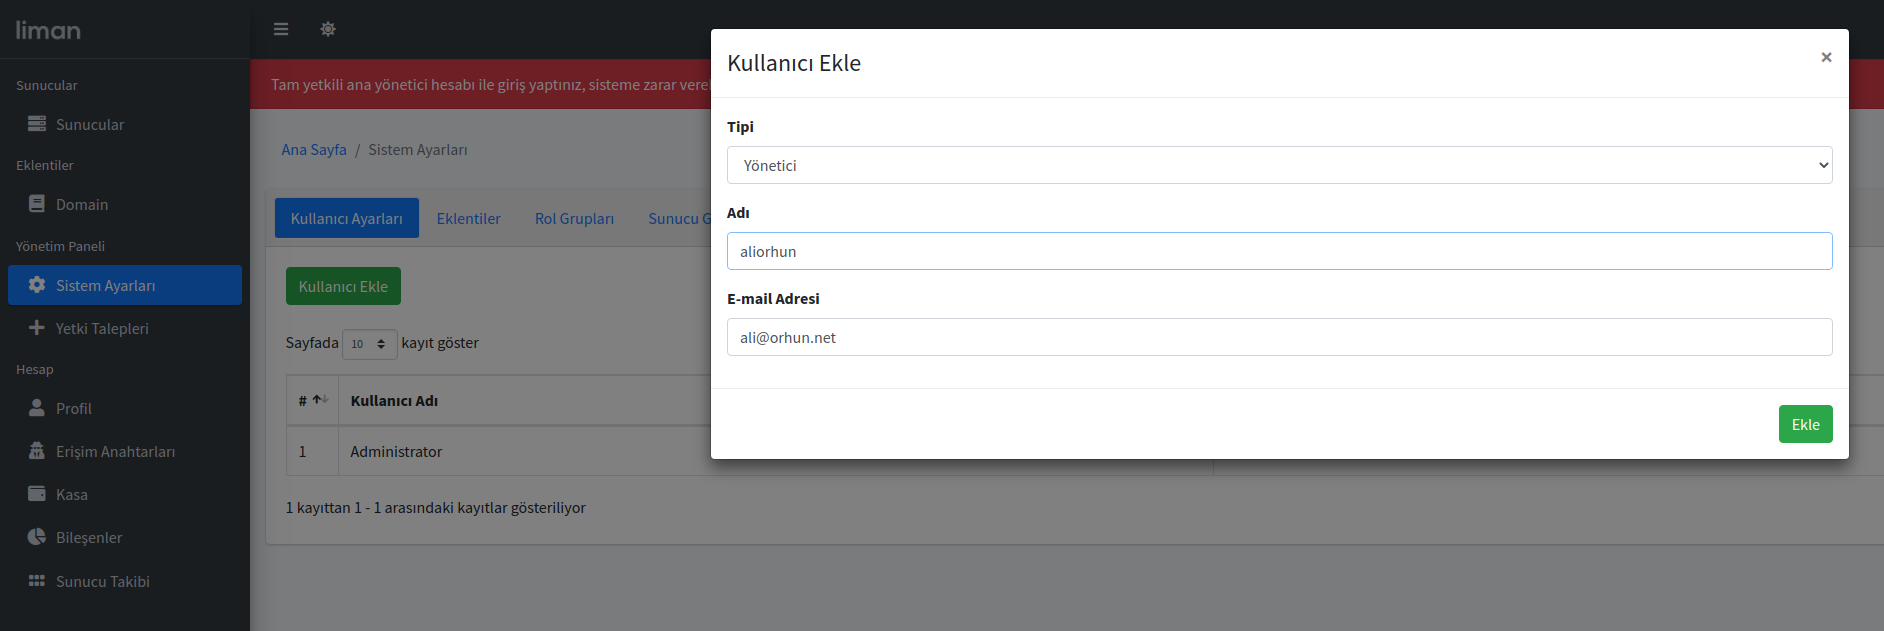 liman
Sunucular
Sunucular
Eklentiler
Domain
Yönetim Paneli
Sistem Ayarları
Yetki Talepleri
Hesap
Profil
Erişim Anahtarları
Kasa
Bileşenler
Sunucu Takibi
Tam yetkili ana yönetici hesabı ile giriş yaptınız, sisteme zarar
Ana Sayfa / Sistem Ayarları
Kullanıcı Ayarları Eklentiler Rol Grupları Sunucu
Kullanıcı Ekle
Sayfada 10 kayıt göster
# Kullanıcı Adı
1 Administrator
1 kayıttan 1 - 1 arasındaki kayıtlar gösteriliyor
Kullanıcı Ekle ×
Tipi
Yönetici
Adı
aliorhun
E-mail Adresi
ali@orhun.net
Ekle